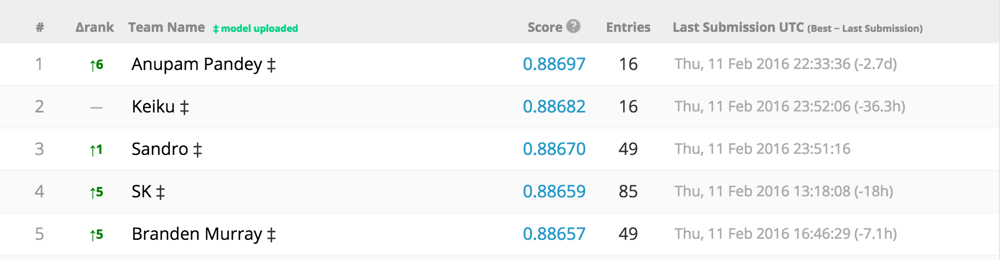 # Δrank Team Name ‡ model uploaded Score ? Entries Last Submission UTC (Best − Last Submission)
1 ↑6 Anupam Pandey ‡ 0.88697 16 Thu, 11 Feb 2016 22:33:36 (-2.7d)
2 — Keiku ‡ 0.88682 16 Thu, 11 Feb 2016 23:52:06 (-36.3h)
3 ↑1 Sandro ‡ 0.88670 49 Thu, 11 Feb 2016 23:51:16
4 ↑5 SK ‡ 0.88659 85 Thu, 11 Feb 2016 13:18:08 (-18h)
5 ↑5 Branden Murray ‡ 0.88657 49 Thu, 11 Feb 2016 16:46:29 (-7.1h)